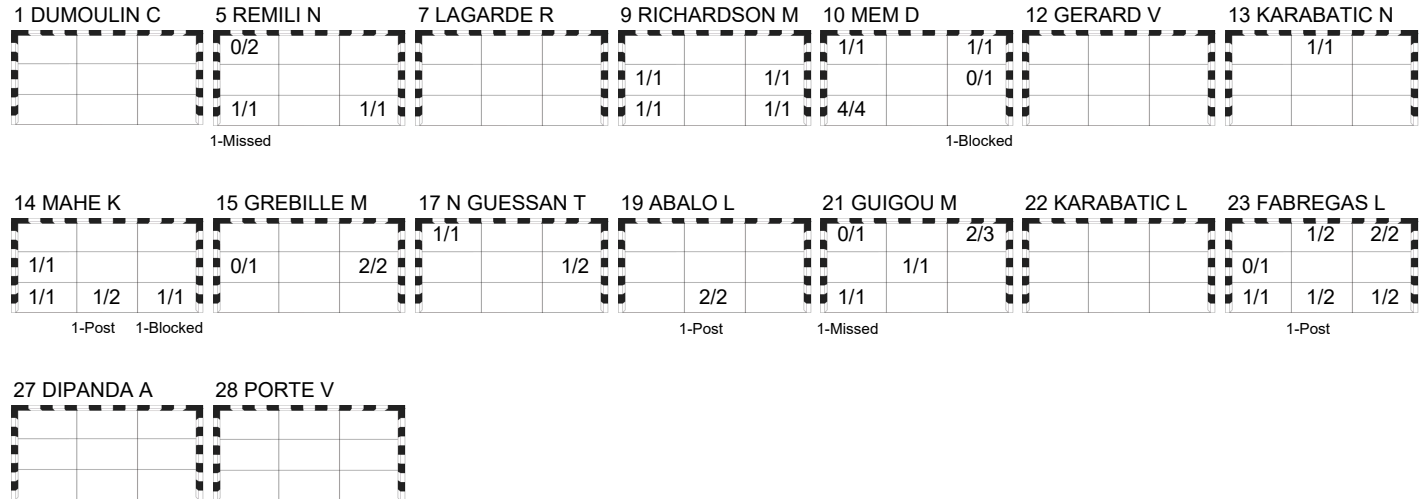 1 DUMOULIN C 5 REMILI N 7 LAGARDE R 9 RICHARDSON M 10 MEM D 12 GERARD V 13 KARABATIC N
0/2 1/1 1/1 1/1
1/1 1/1 0/1
1/1 1/1 1/1 1/1 4/4
1-Missed 1-Blocked
14 MAHE K 15 GREBILLE M 17 N GUESSAN T 19 ABALO L 21 GUIGOU M 22 KARABATIC L 23 FABREGAS L
1/1 0/1 2/3 1/2 2/2
1/1 0/1 2/2 1/2 1/1 0/1
1/1 1/2 1/1 2/2 1/1 1/1 1/2 1/2
1-Post 1-Blocked 1-Post 1-Missed 1-Post
27 DIPANDA A 28 PORTE V